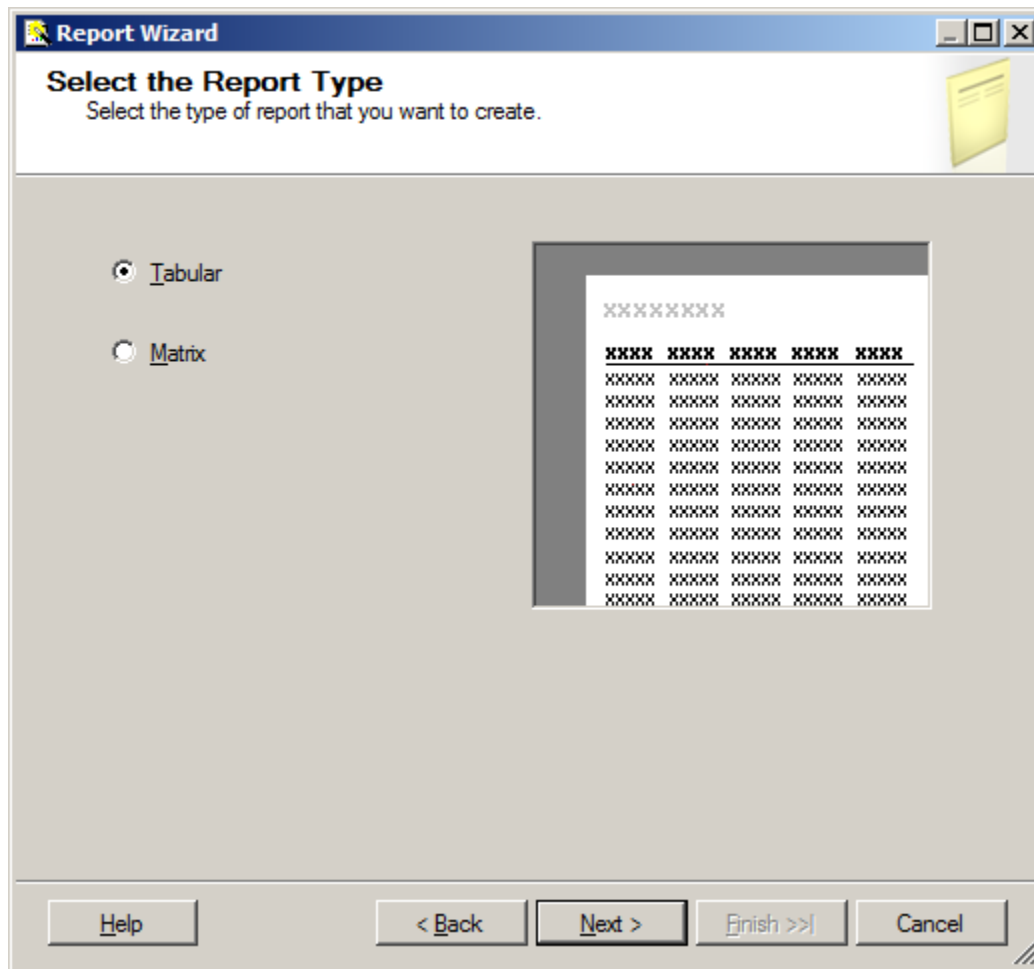 Report Wizard
Select the Report Type
Select the type of report that you want to create.
Tabular
Matrix
xxxxxxxx
xxxx xxxx xxxx xxxx xxxx
xxxxx xxxxx xxxxx xxxxx xxxxx
xxxxx xxxxx xxxxx xxxxx xxxxx
xxxxx xxxxx xxxxx xxxxx xxxxx
xxxxx xxxxx xxxxx xxxxx xxxxx
xxxxx xxxxx xxxxx xxxxx xxxxx
xxxxx xxxxx xxxxx xxxxx xxxxx
xxxxx xxxxx xxxxx xxxxx xxxxx
xxxxx xxxxx xxxxx xxxxx xxxxx
xxxxx xxxxx xxxxx xxxxx xxxxx
xxxxx xxxxx xxxxx xxxxx xxxxx
xxxxx xxxxx xxxxx xxxxx xxxxx
Help < Back Next > Finish >>| Cancel